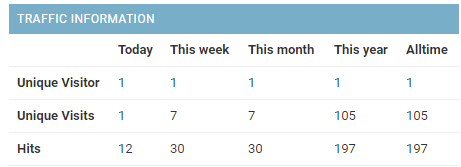 TRAFFIC INFORMATION
Today This week This month This year Alltime
Unique Visitor 1 1 1 1 1
Unique Visits 1 7 7 105 105
Hits 12 30 30 197 197